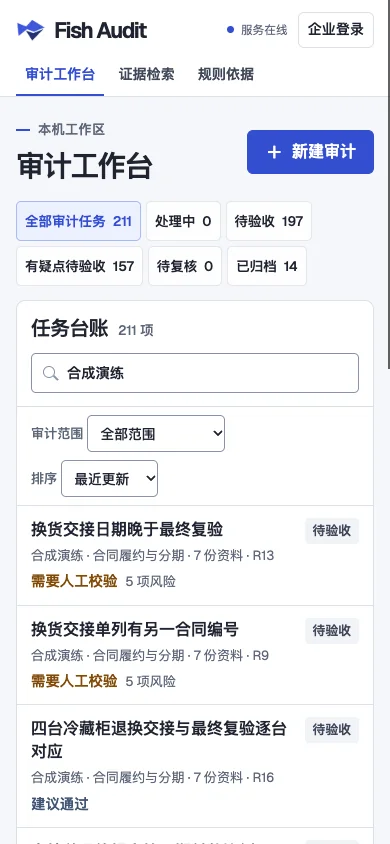 Fish Audit
服务在线
企业登录
审计工作台 证据检索 规则依据
本机工作区
审计工作台
+ 新建审计
全部审计任务 211 处理中 0 待验收 197
有疑点待验收 157 待复核 0 已归档 14
任务台账 211 项
合成演练
审计范围 全部范围
排序 最近更新
换货交接日期晚于最终复验 待验收
合成演练 · 合同履约与分期 · 7 份资料 · R13
需要人工校验 5 项风险
换货交接单列有另一合同编号 待验收
合成演练 · 合同履约与分期 · 7 份资料 · R9
需要人工校验 5 项风险
四台冷藏柜退换交接与最终复验逐台 待验收
对应
合成演练 · 合同履约与分期 · 7 份资料 · R16
建议通过